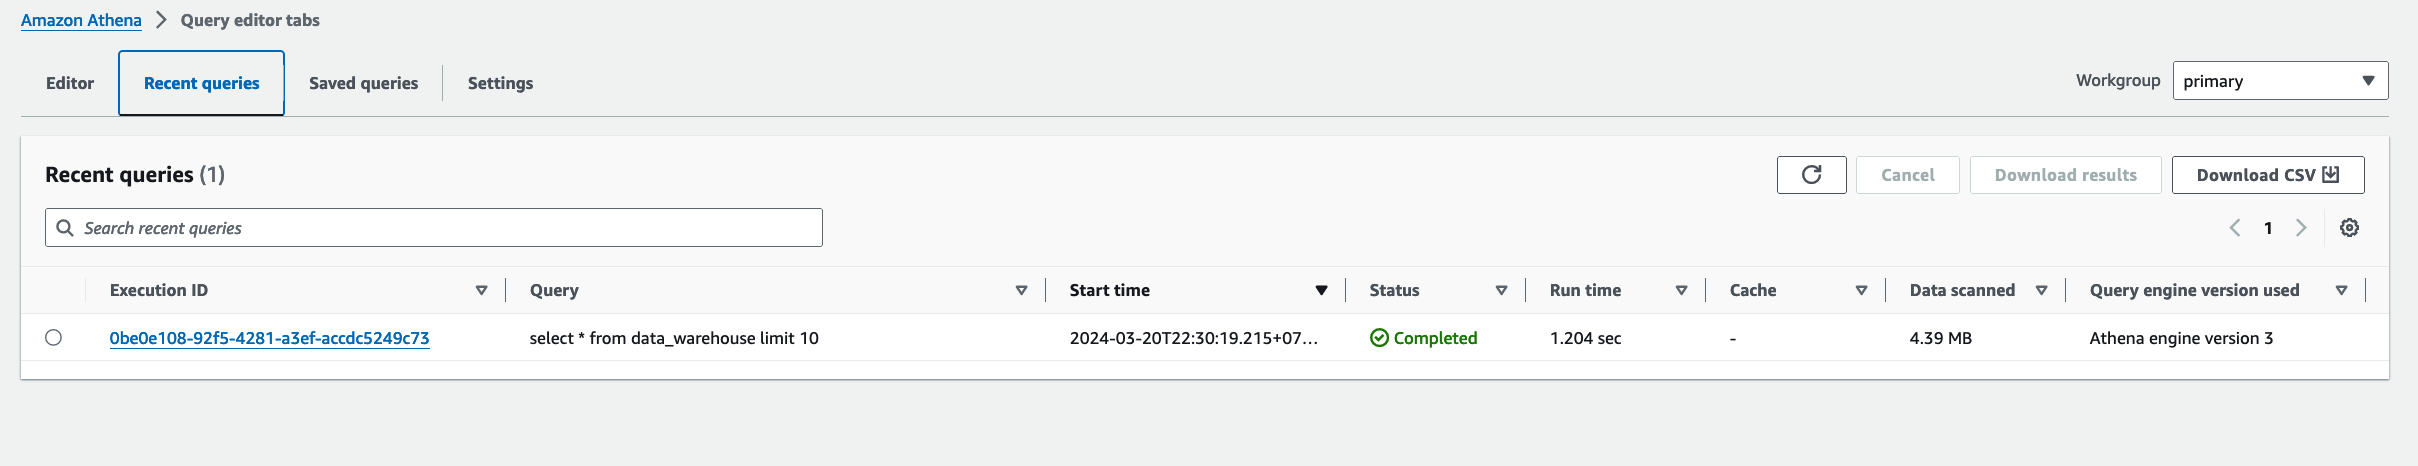 Amazon Athena > Query editor tabs
Editor Recent queries Saved queries Settings Workgroup primary
Recent queries (1) Cancel Download results Download CSV
Search recent queries 1
Execution ID Query Start time Status Run time Cache Data scanned Query engine version used
0be0e108-92f5-4281-a3ef-accdc5249c73 select * from data_warehouse limit 10 2024-03-20T22:30:19.215+07... Completed 1.204 sec - 4.39 MB Athena engine version 3